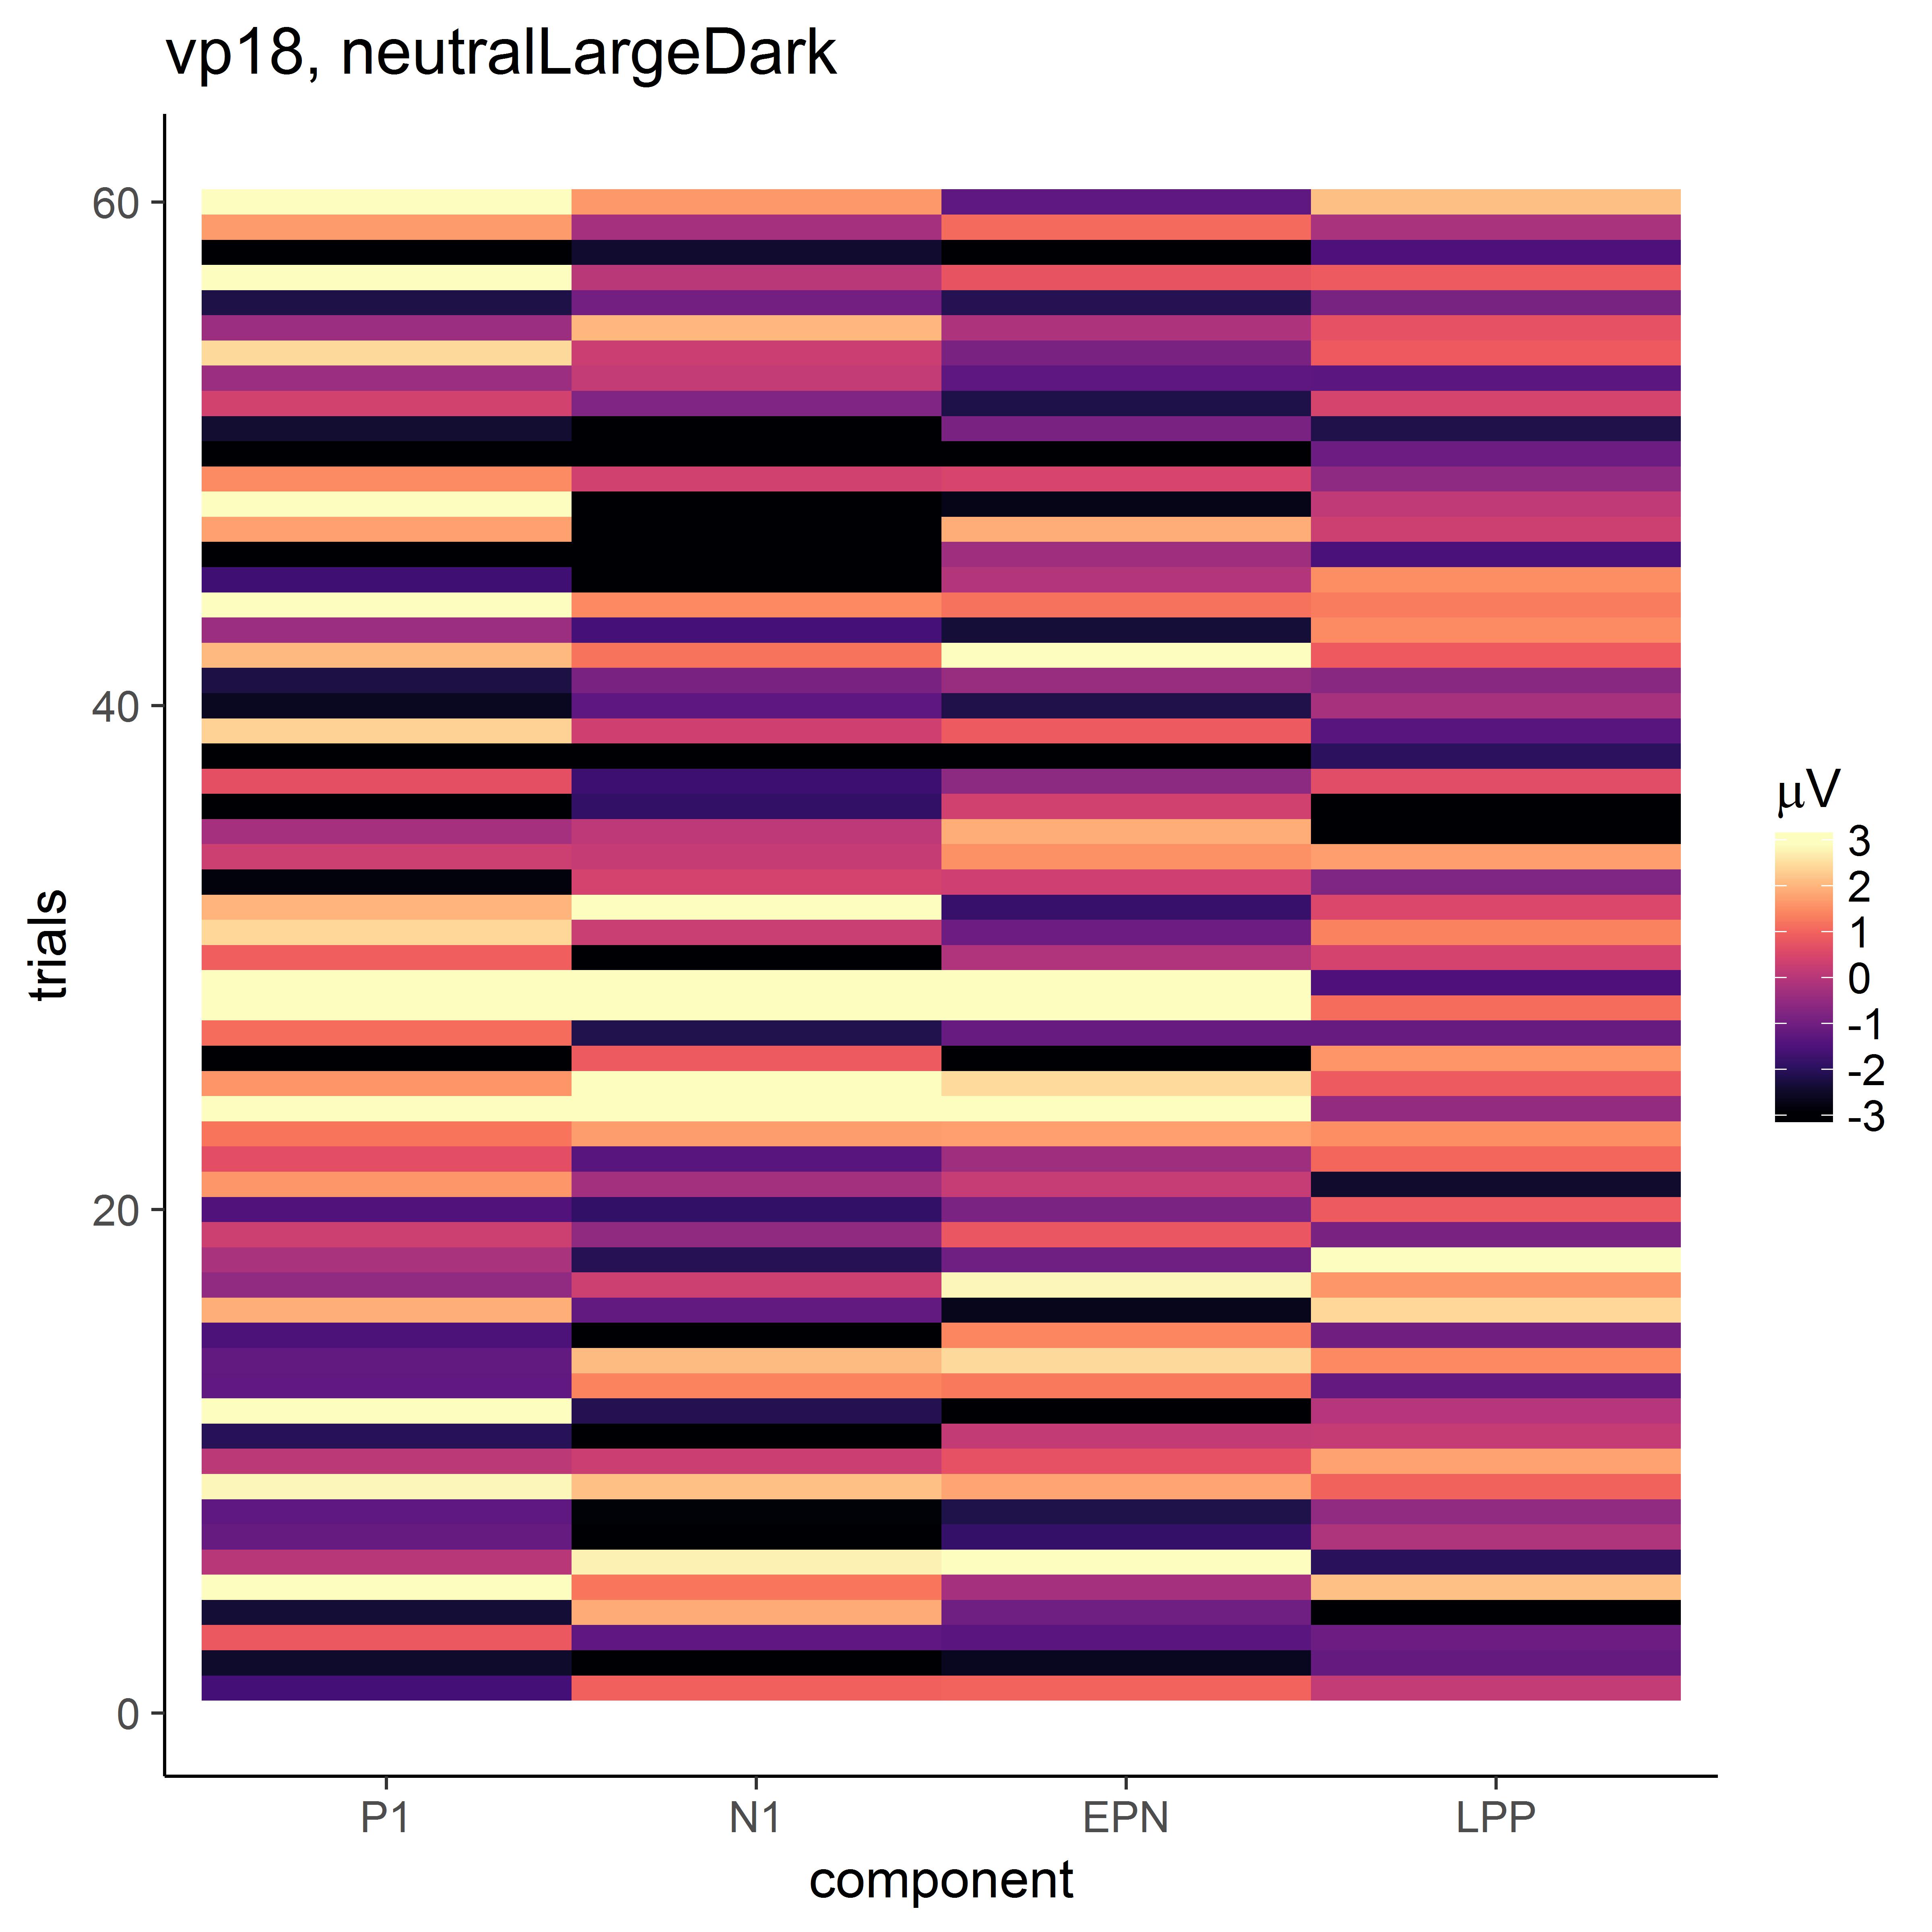 vp18, neutralLargeDark
60
40
20
0
trials
P1 N1 EPN LPP
component
μV
3
2
1
0
-1
-2
-3